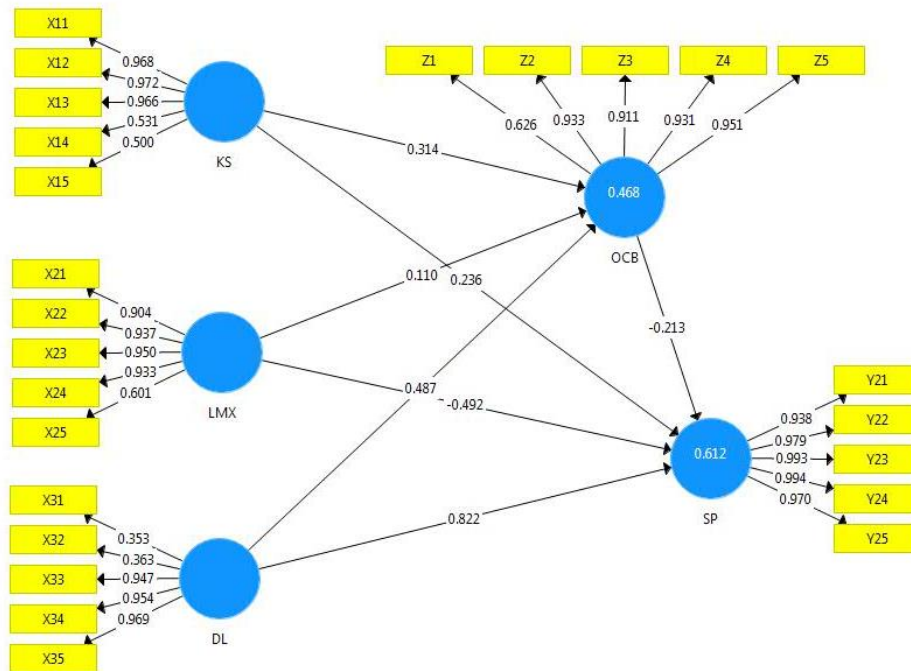 X11
X12
X13
X14
X15
0.968
0.972
0.966
0.531
0.500
KS
Z1
Z2
Z3
Z4
Z5
0.626
0.933
0.911
0.931
0.951
0.468
OCB
0.314
0.110
0.236
X21
X22
X23
X24
X25
0.904
0.937
0.950
0.933
0.601
LMX
-0.213
0.487
-0.492
0.822
Y21
Y22
Y23
Y24
Y25
0.938
0.979
0.993
0.994
0.970
0.612
SP
X31
X32
X33
X34
X35
0.353
0.363
0.947
0.954
0.969
DL